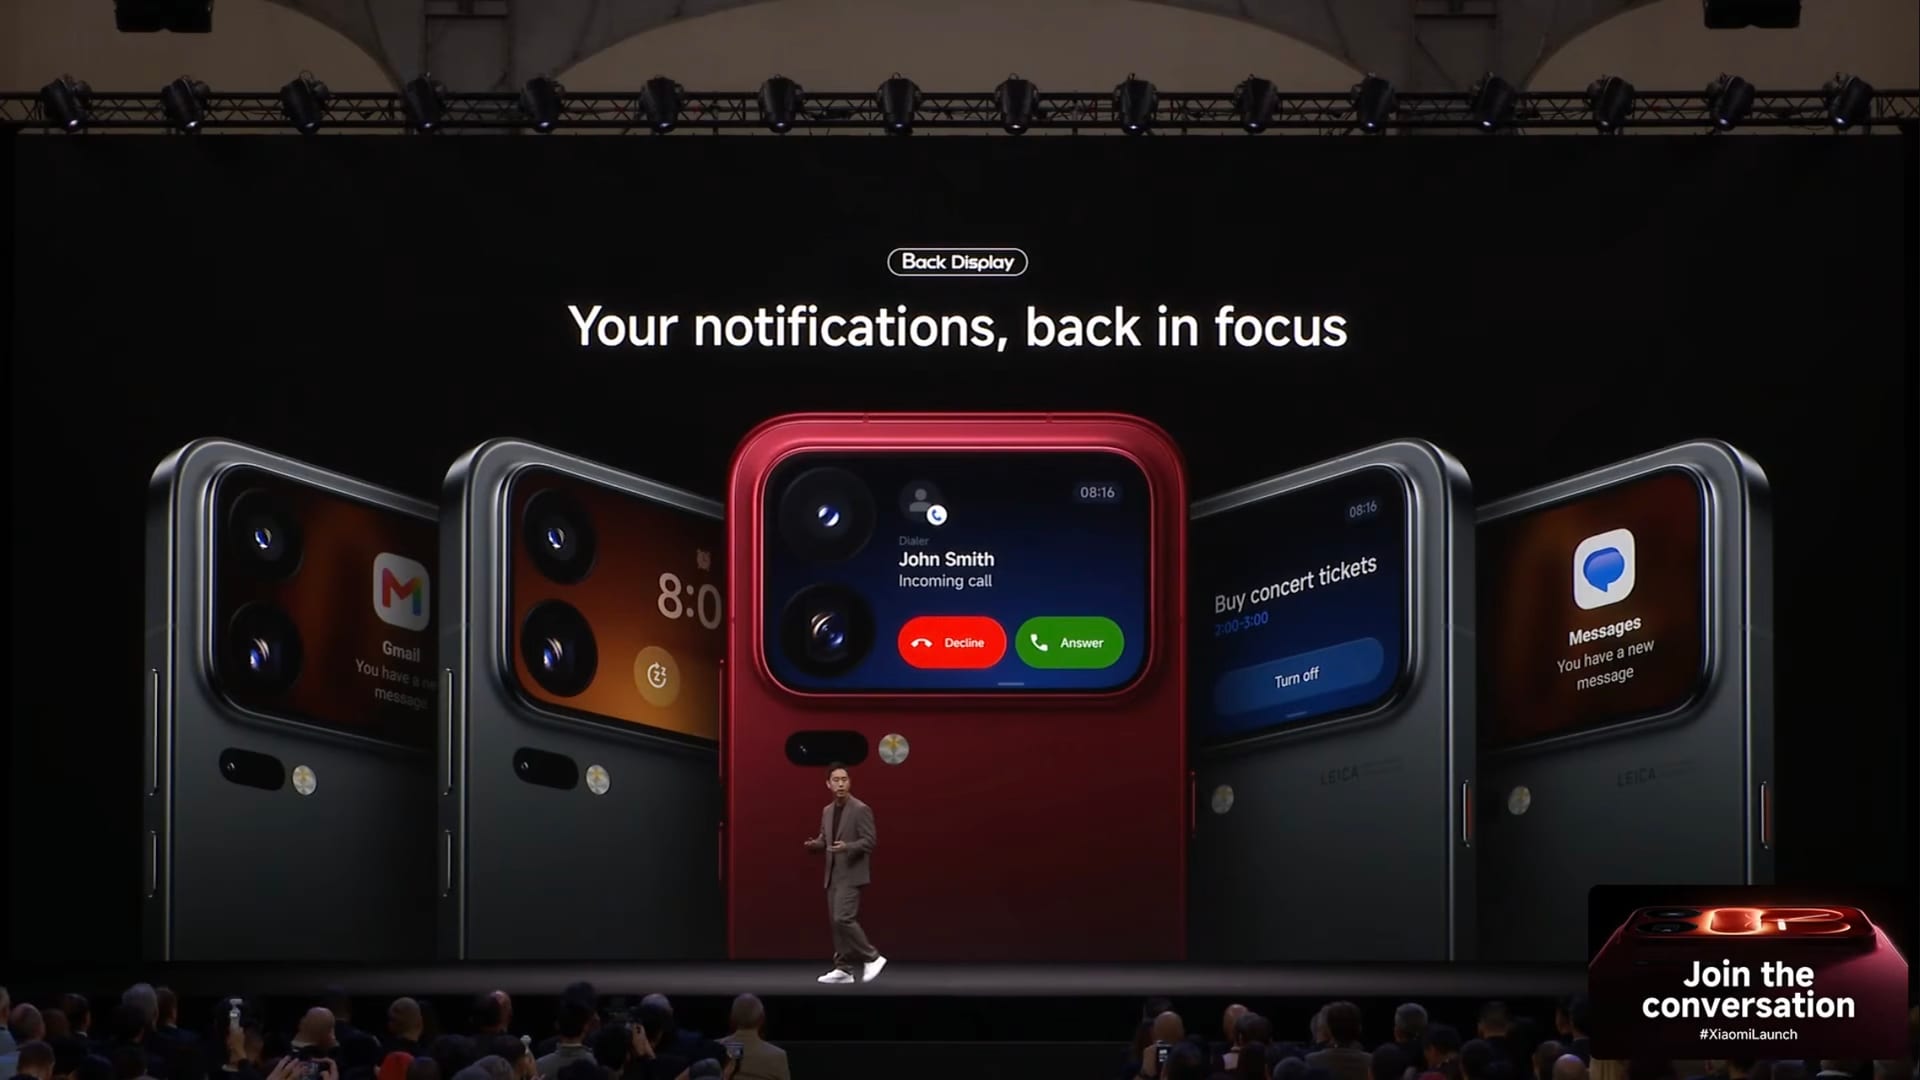 Back Display
Your notifications, back in focus
Gmail
You have a new
message
8:0
08:16
Dialer
John Smith
Incoming call
Decline
Answer
08:16
Buy concert tickets
2:00-3:00
Turn off
LEICA
Messages
You have a new
message
LEICA
Join the
conversation
#XiaomiLaunch